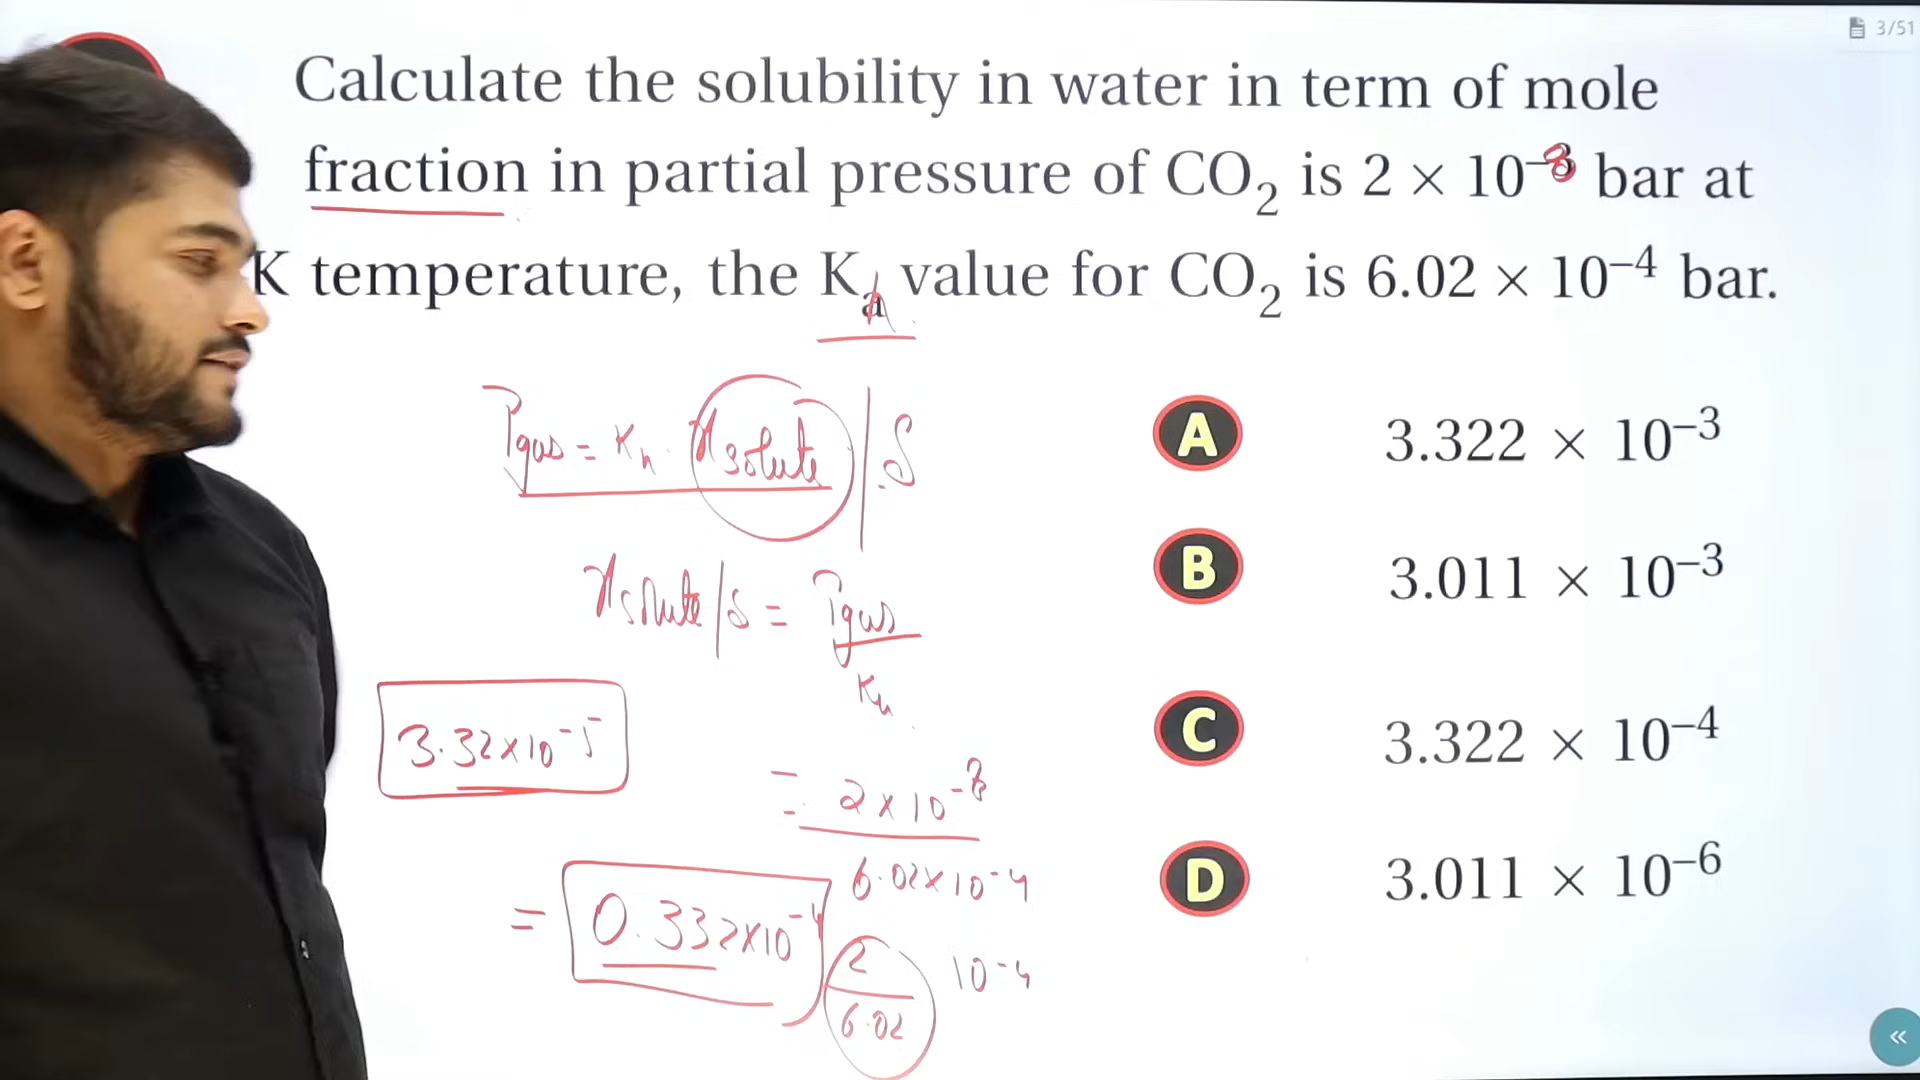 3/51
Calculate the solubility in water in term of mole
fraction in partial pressure of CO₂ is 2 × 10⁻⁸ bar at
K temperature, the Kₕ value for CO₂ is 6.02 × 10⁻⁴ bar.
Pgas = Kh · χsolute / S
χsolute / S = Pgas
Kh
= 2 × 10⁻⁸
6.02 × 10⁻⁴
2
6.02
10⁻⁴
= 0.332 × 10⁻⁴
3.32 × 10⁻⁵
A 3.322 × 10⁻³
B 3.011 × 10⁻³
C 3.322 × 10⁻⁴
D 3.011 × 10⁻⁶